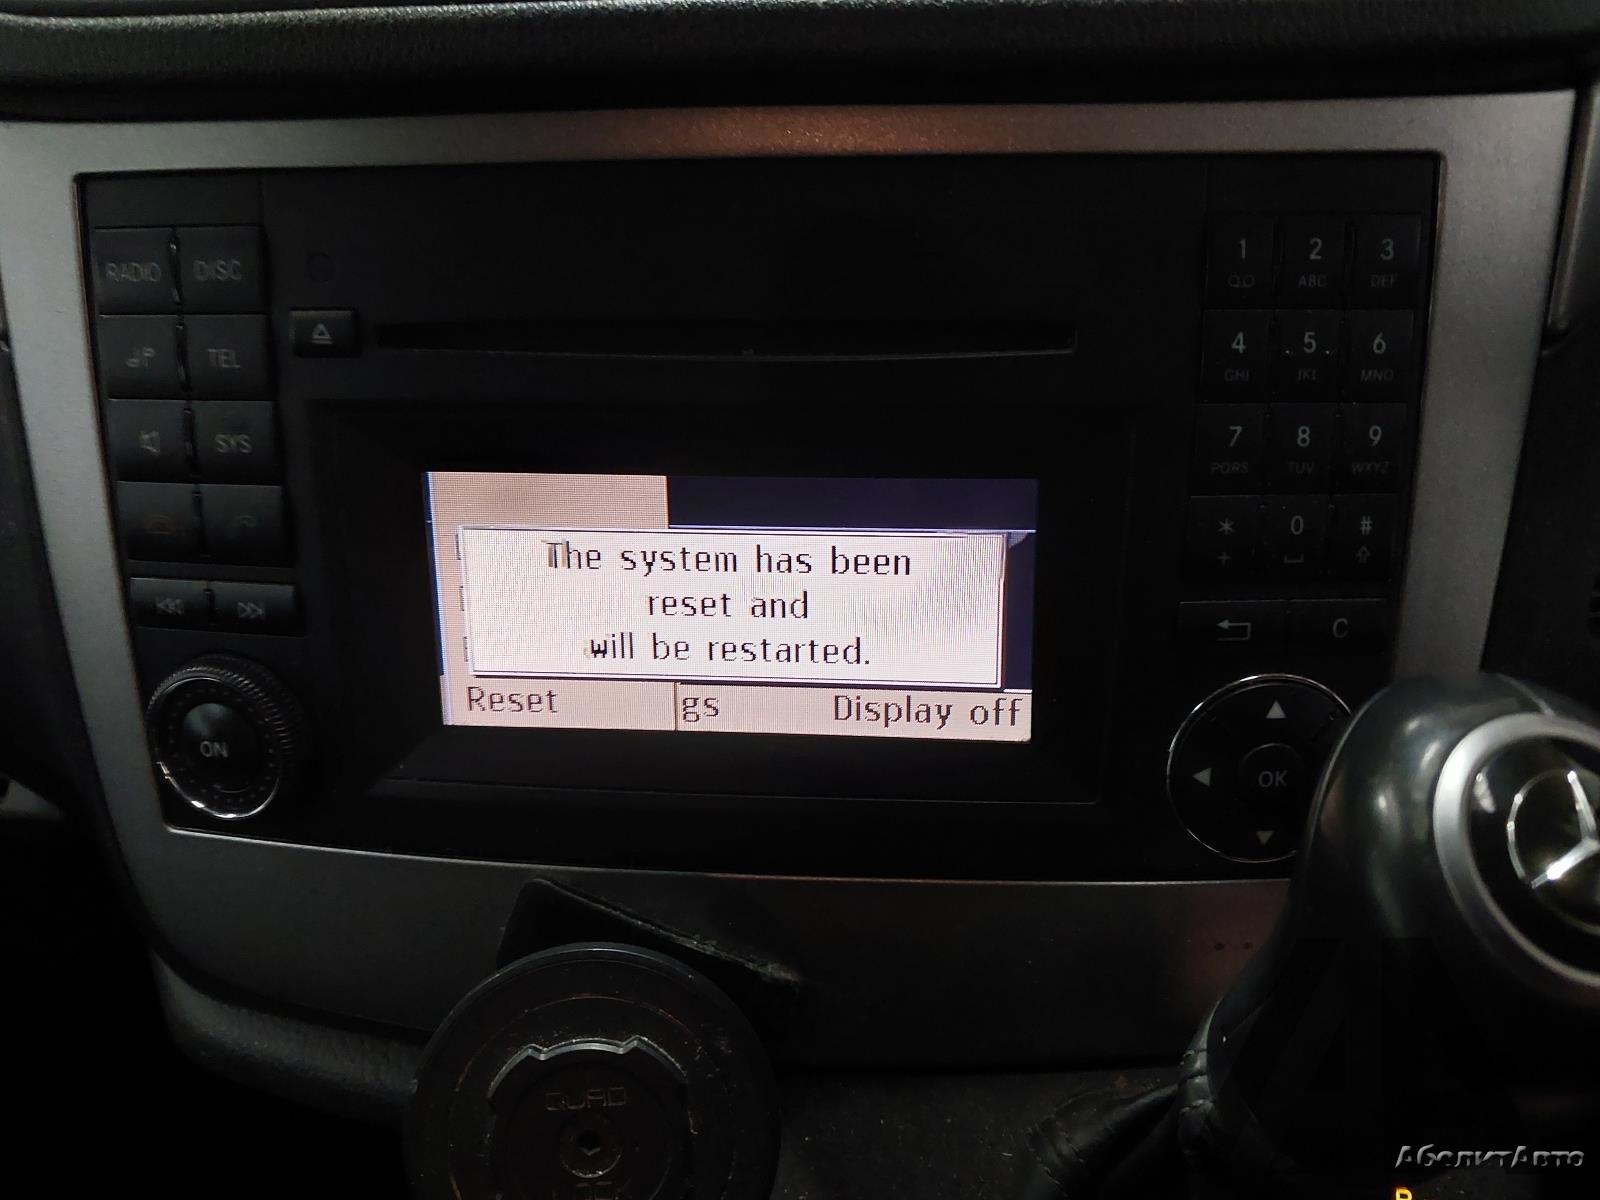 RADIO DISC
TEL
SYS
ON
The system has been
reset and
will be restarted.
Reset
gs
Display off
1 2 3
ABC DEF
4 5 6
GHI JKL MNO
7 8 9
PQRS TUV WXYZ
* 0 #
+
C
OK
QUAD
АболитАвто